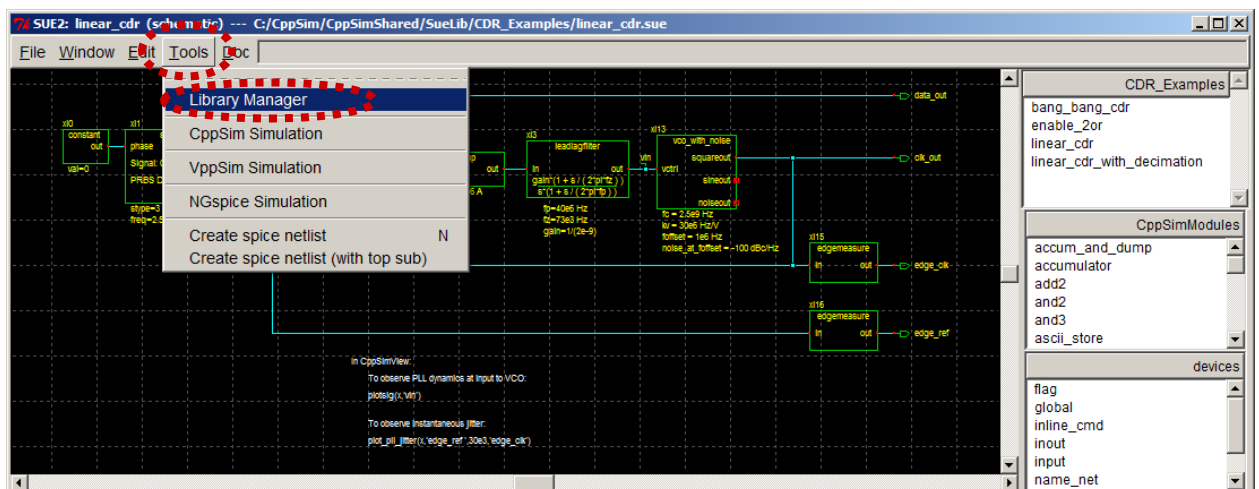 SUE2: linear_cdr (schematic) --- C:/CppSim/CppSimShared/SueLib/CDR_Examples/linear_cdr.sue
File Window Edit Tools Doc
Library Manager
CppSim Simulation
VppSim Simulation
NGspice Simulation
Create spice netlist N
Create spice netlist (with top sub)
data_out
xi0
constant
out
val=0
xi1
phase
Signal:
PRBS
stype=3
out
xi3
leadlagfilter
in out
gain*(1 + s / ( 2*pi*fz ) )
s*(1 + s / ( 2*pi*fp ) )
fp=40e6 Hz
fz=73e3 Hz
gain=1/(2e-9)
vin
xi13
vco_with_noise
squareout
vctrl
sineout
noiseout
fc = 2.5e9 Hz
kv = 30e6 Hz/V
foffset = 1e6 Hz
noise_at_foffset = -100 dBc/Hz
clk_out
xi15
edgemeasure
in out
edge_clk
xi16
edgemeasure
in out
edge_ref
In CppSimView:
To observe PLL dynamics at input to VCO:
plotsig(x,'vin')
To observe instantaneous jitter:
plot_pll_jitter(x,'edge_ref',30e3,'edge_clk')
CDR_Examples
bang_bang_cdr
enable_2or
linear_cdr
linear_cdr_with_decimation
CppSimModules
accum_and_dump
accumulator
add2
and2
and3
ascii_store
devices
flag
global
inline_cmd
inout
input
name_net